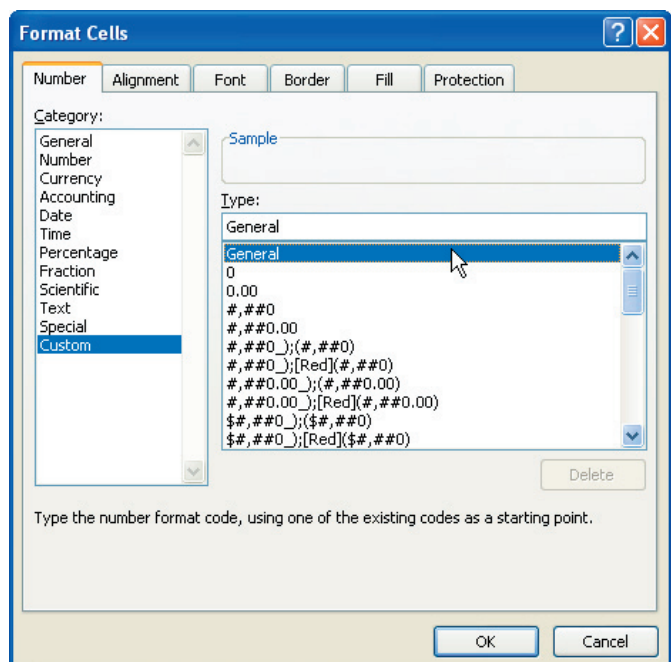 Format Cells
Number Alignment Font Border Fill Protection
Category:
General
Number
Currency
Accounting
Date
Time
Percentage
Fraction
Scientific
Text
Special
Custom
Sample
Type:
General
General
0
0.00
#,##0
#,##0.00
#,##0_);(#,##0)
#,##0_);[Red](#,##0)
#,##0.00_);(#,##0.00)
#,##0.00_);[Red](#,##0.00)
$#,##0_);($#,##0)
$#,##0_);[Red]($#,##0)
Delete
Type the number format code, using one of the existing codes as a starting point.
OK Cancel